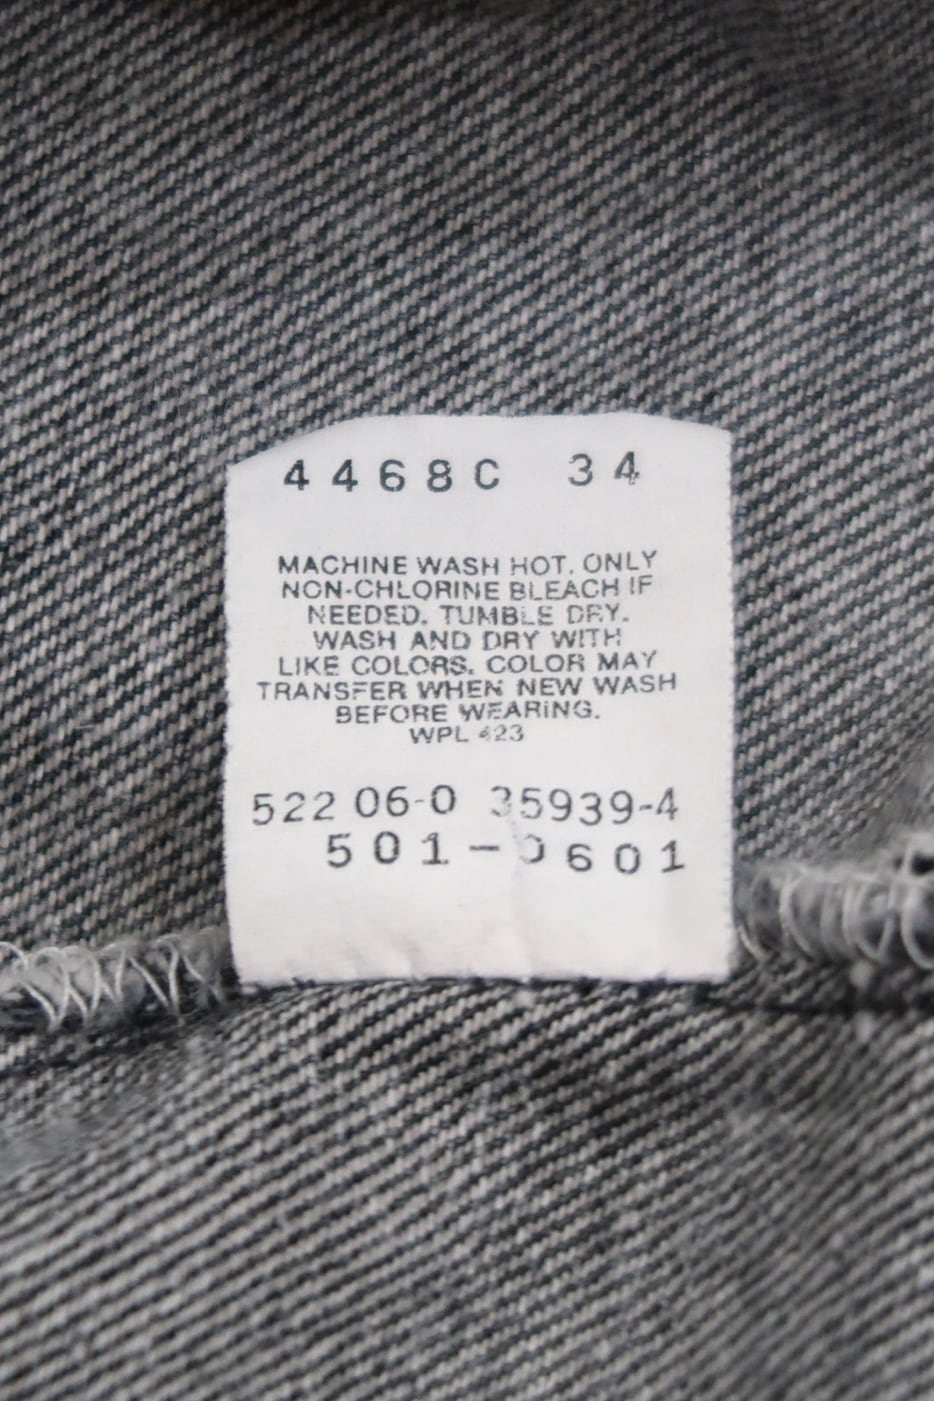 4468C 34
MACHINE WASH HOT. ONLY
NON-CHLORINE BLEACH IF
NEEDED. TUMBLE DRY.
WASH AND DRY WITH
LIKE COLORS. COLOR MAY
TRANSFER WHEN NEW WASH
BEFORE WEARING.
WPL 423
522 06-0 35939-4
501-0601